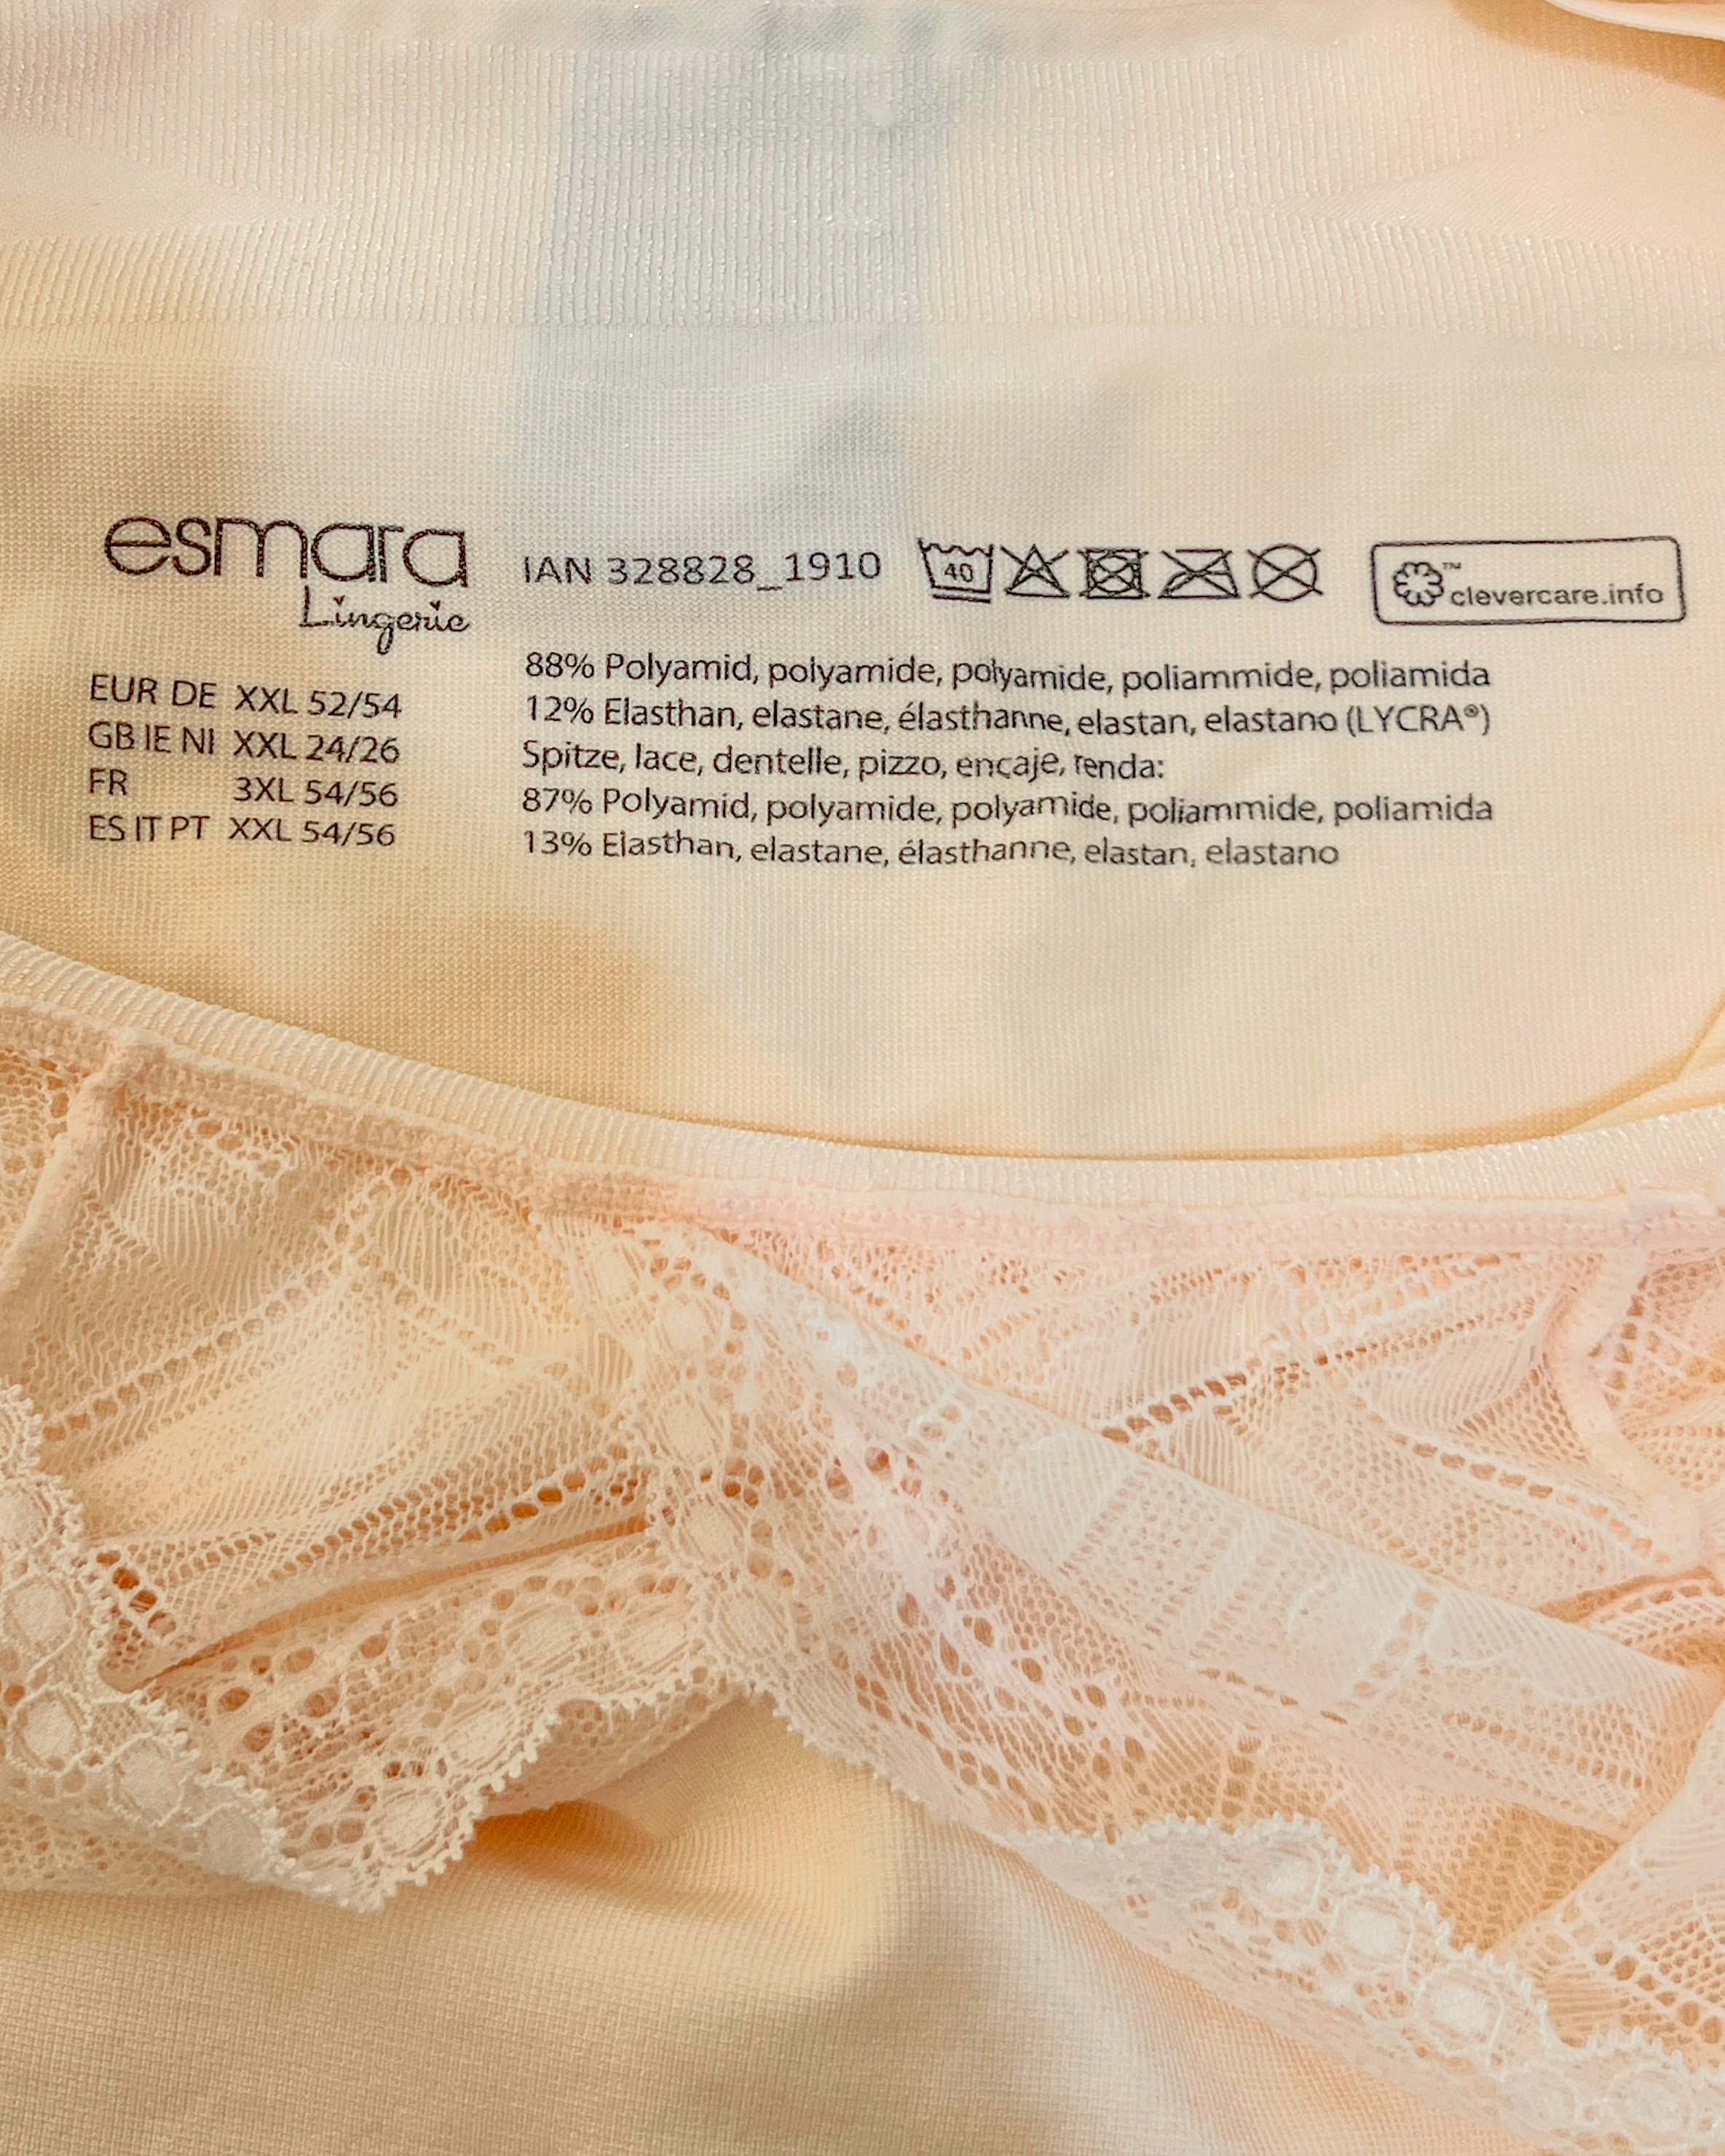 esmara
Lingerie
IAN 328828_1910
40
™
clevercare.info
EUR DE XXL 52/54
GB IE NI XXL 24/26
FR 3XL 54/56
ES IT PT XXL 54/56
88% Polyamid, polyamide, polyamide, poliammide, poliamida
12% Elasthan, elastane, élasthanne, elastan, elastano (LYCRA®)
Spitze, lace, dentelle, pizzo, encaje, renda:
87% Polyamid, polyamide, polyamide, poliammide, poliamida
13% Elasthan, elastane, élasthanne, elastan, elastano